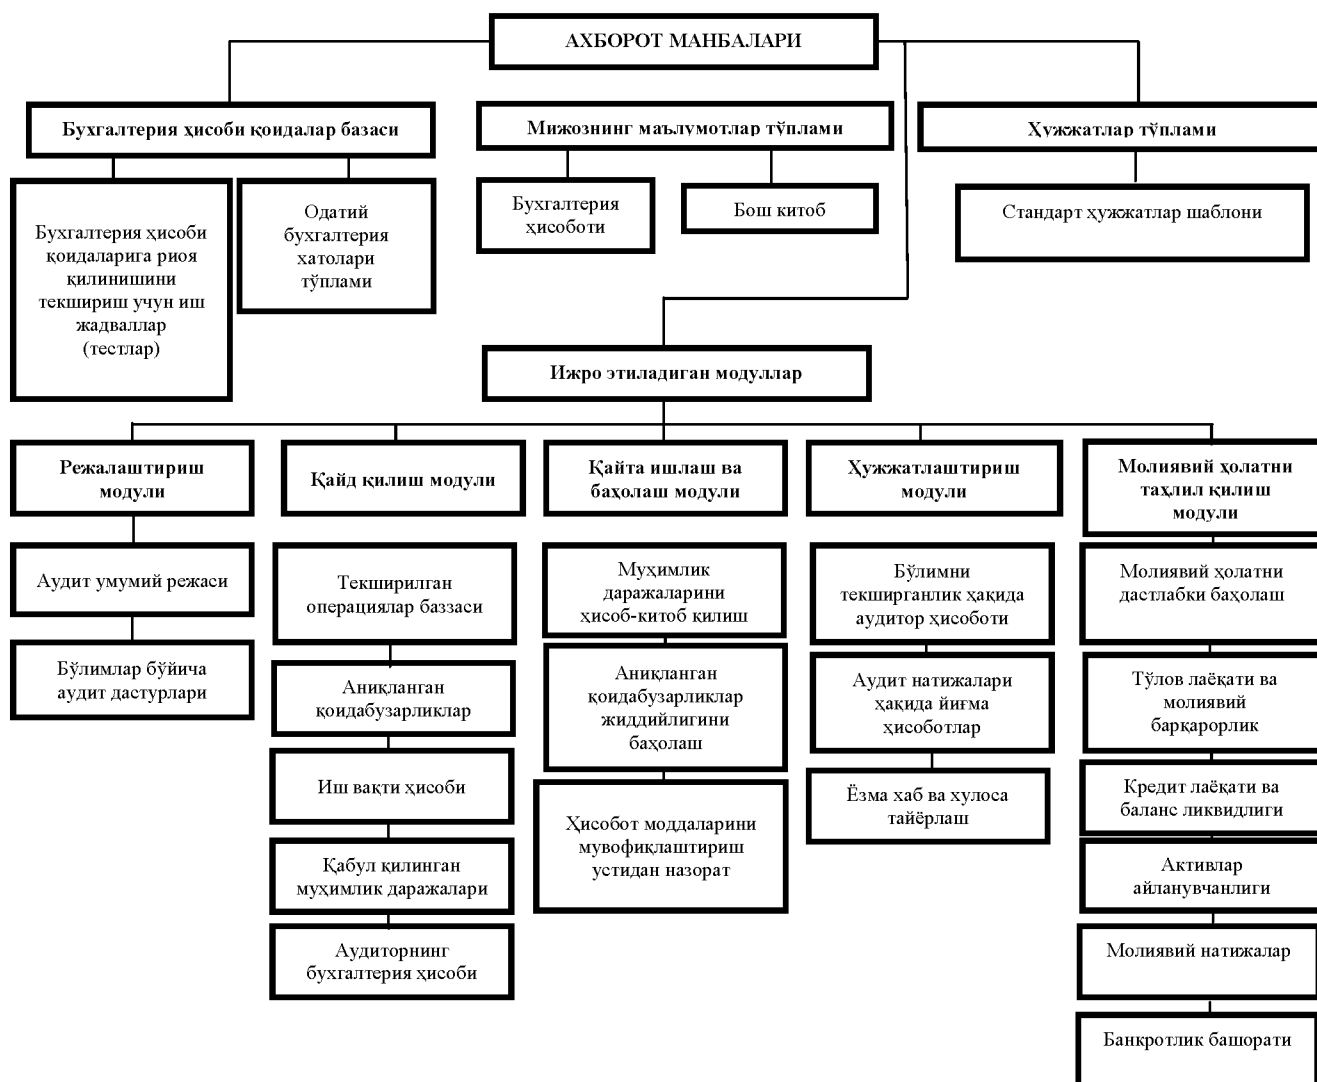 АХБОРОТ МАНБАЛАРИ
Бухгалтерия ҳисоби қоидалар базаси
Мижознинг маълумотлар тўплами
Ҳужжатлар тўплами
Бухгалтерия ҳисоби
қоидаларига риоя
қилинишини
текшириш учун иш
жадваллар
(тестлар)
Одатий
бухгалтерия
хатолари
тўплами
Бухгалтерия
ҳисоботи
Бош китоб
Стандарт ҳужжатлар шаблони
Ижро этиладиган модуллар
Режалаштириш
модули
Аудит умумий режаси
Бўлимлар бўйича
аудит дастурлари
Қайд қилиш модули
Текширилган
операциялар баззаси
Аниқланган
қоидабузарликлар
Иш вақти ҳисоби
Қабул қилинган
муҳимлик даражалари
Аудиторнинг
бухгалтерия ҳисоби
Қайта ишлаш ва
баҳолаш модули
Муҳимлик
даражаларини
ҳисоб-китоб қилиш
Аниқланган
қоидабузарликлар
жиддийлигини
баҳолаш
Ҳисобот моддаларини
мувофиқлаштириш
устидан назорат
Ҳужжатлаштириш
модули
Бўлимни
текширганлик ҳақида
аудитор ҳисоботи
Аудит натижалари
ҳақида йиғма
ҳисоботлар
Ёзма хаб ва хулоса
тайёрлаш
Молиявий ҳолатни
таҳлил қилиш
модули
Молиявий ҳолатни
дастлабки баҳолаш
Тўлов лаёқати ва
молиявий
барқарорлик
Кредит лаёқати ва
баланс ликвидлиги
Активлар
айланувчанлиги
Молиявий натижалар
Банкротлик башорати